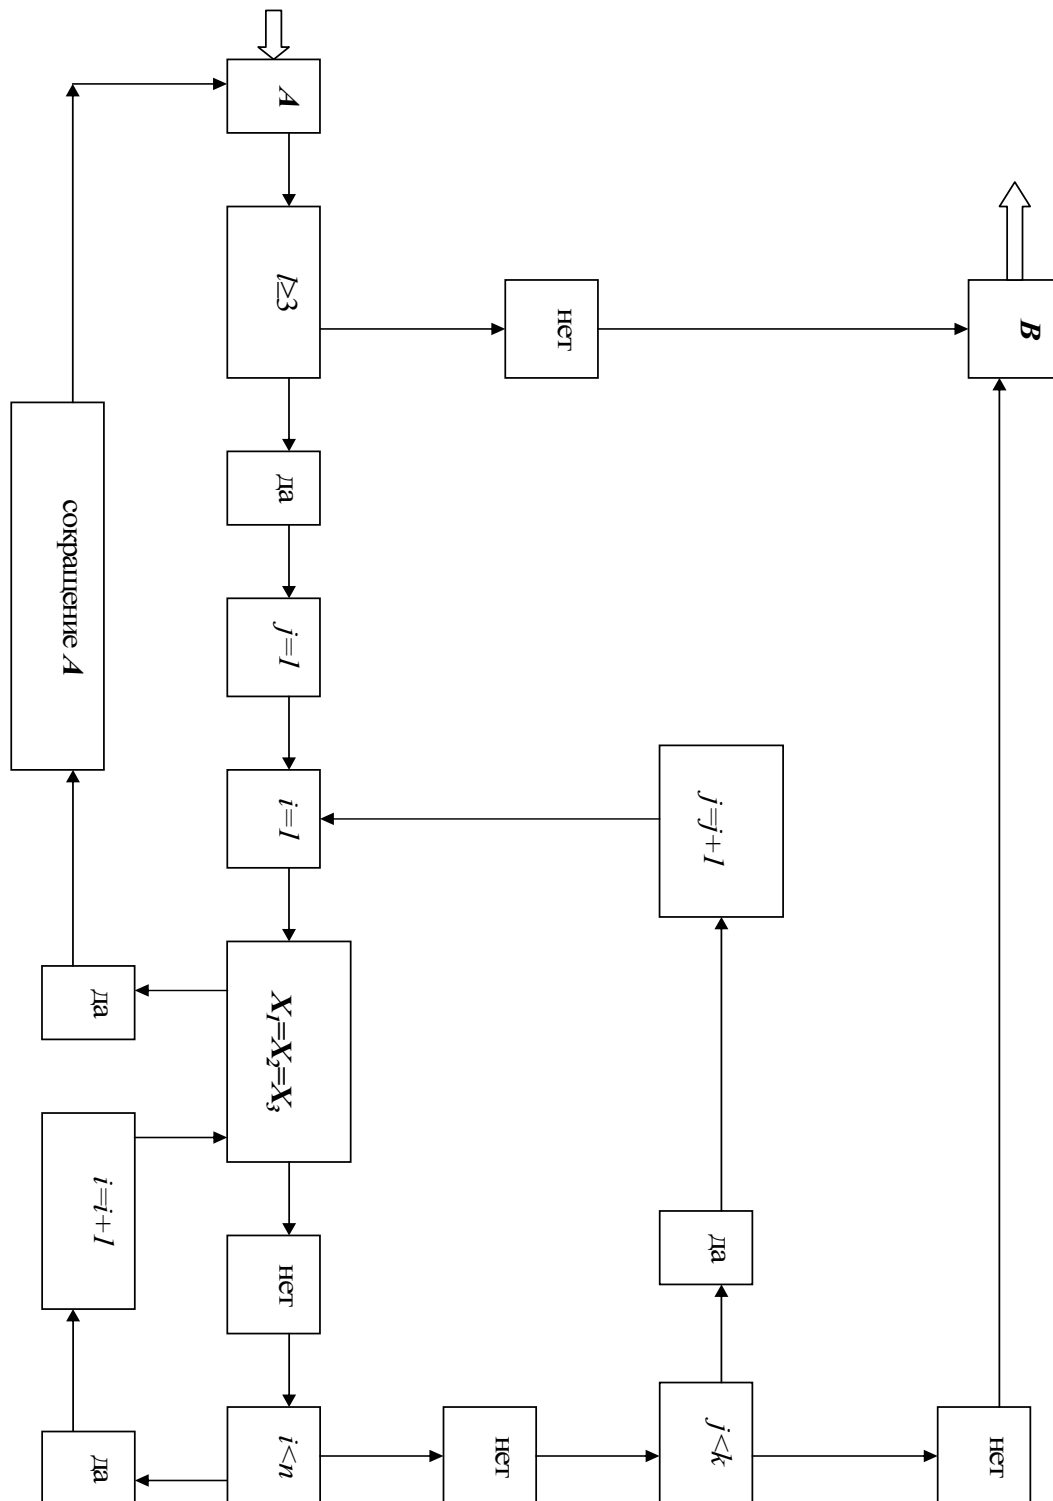 A
l≥3
нет
B
да
j=1
i=1
j=j+1
сокращение A
X₁=X₂=X₃
да
i=i+1
нет
да
i<n
да
нет
j<k
нет